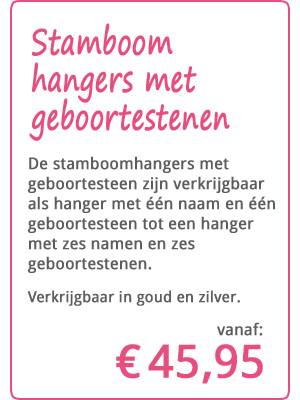 Stamboom
hangers met
geboortestenen
De stamboomhangers met
geboortesteen zijn verkrijgbaar
als hanger met één naam en één
geboortesteen tot een hanger
met zes namen en zes
geboortestenen.
Verkrijgbaar in goud en zilver.
vanaf:
€ 45,95